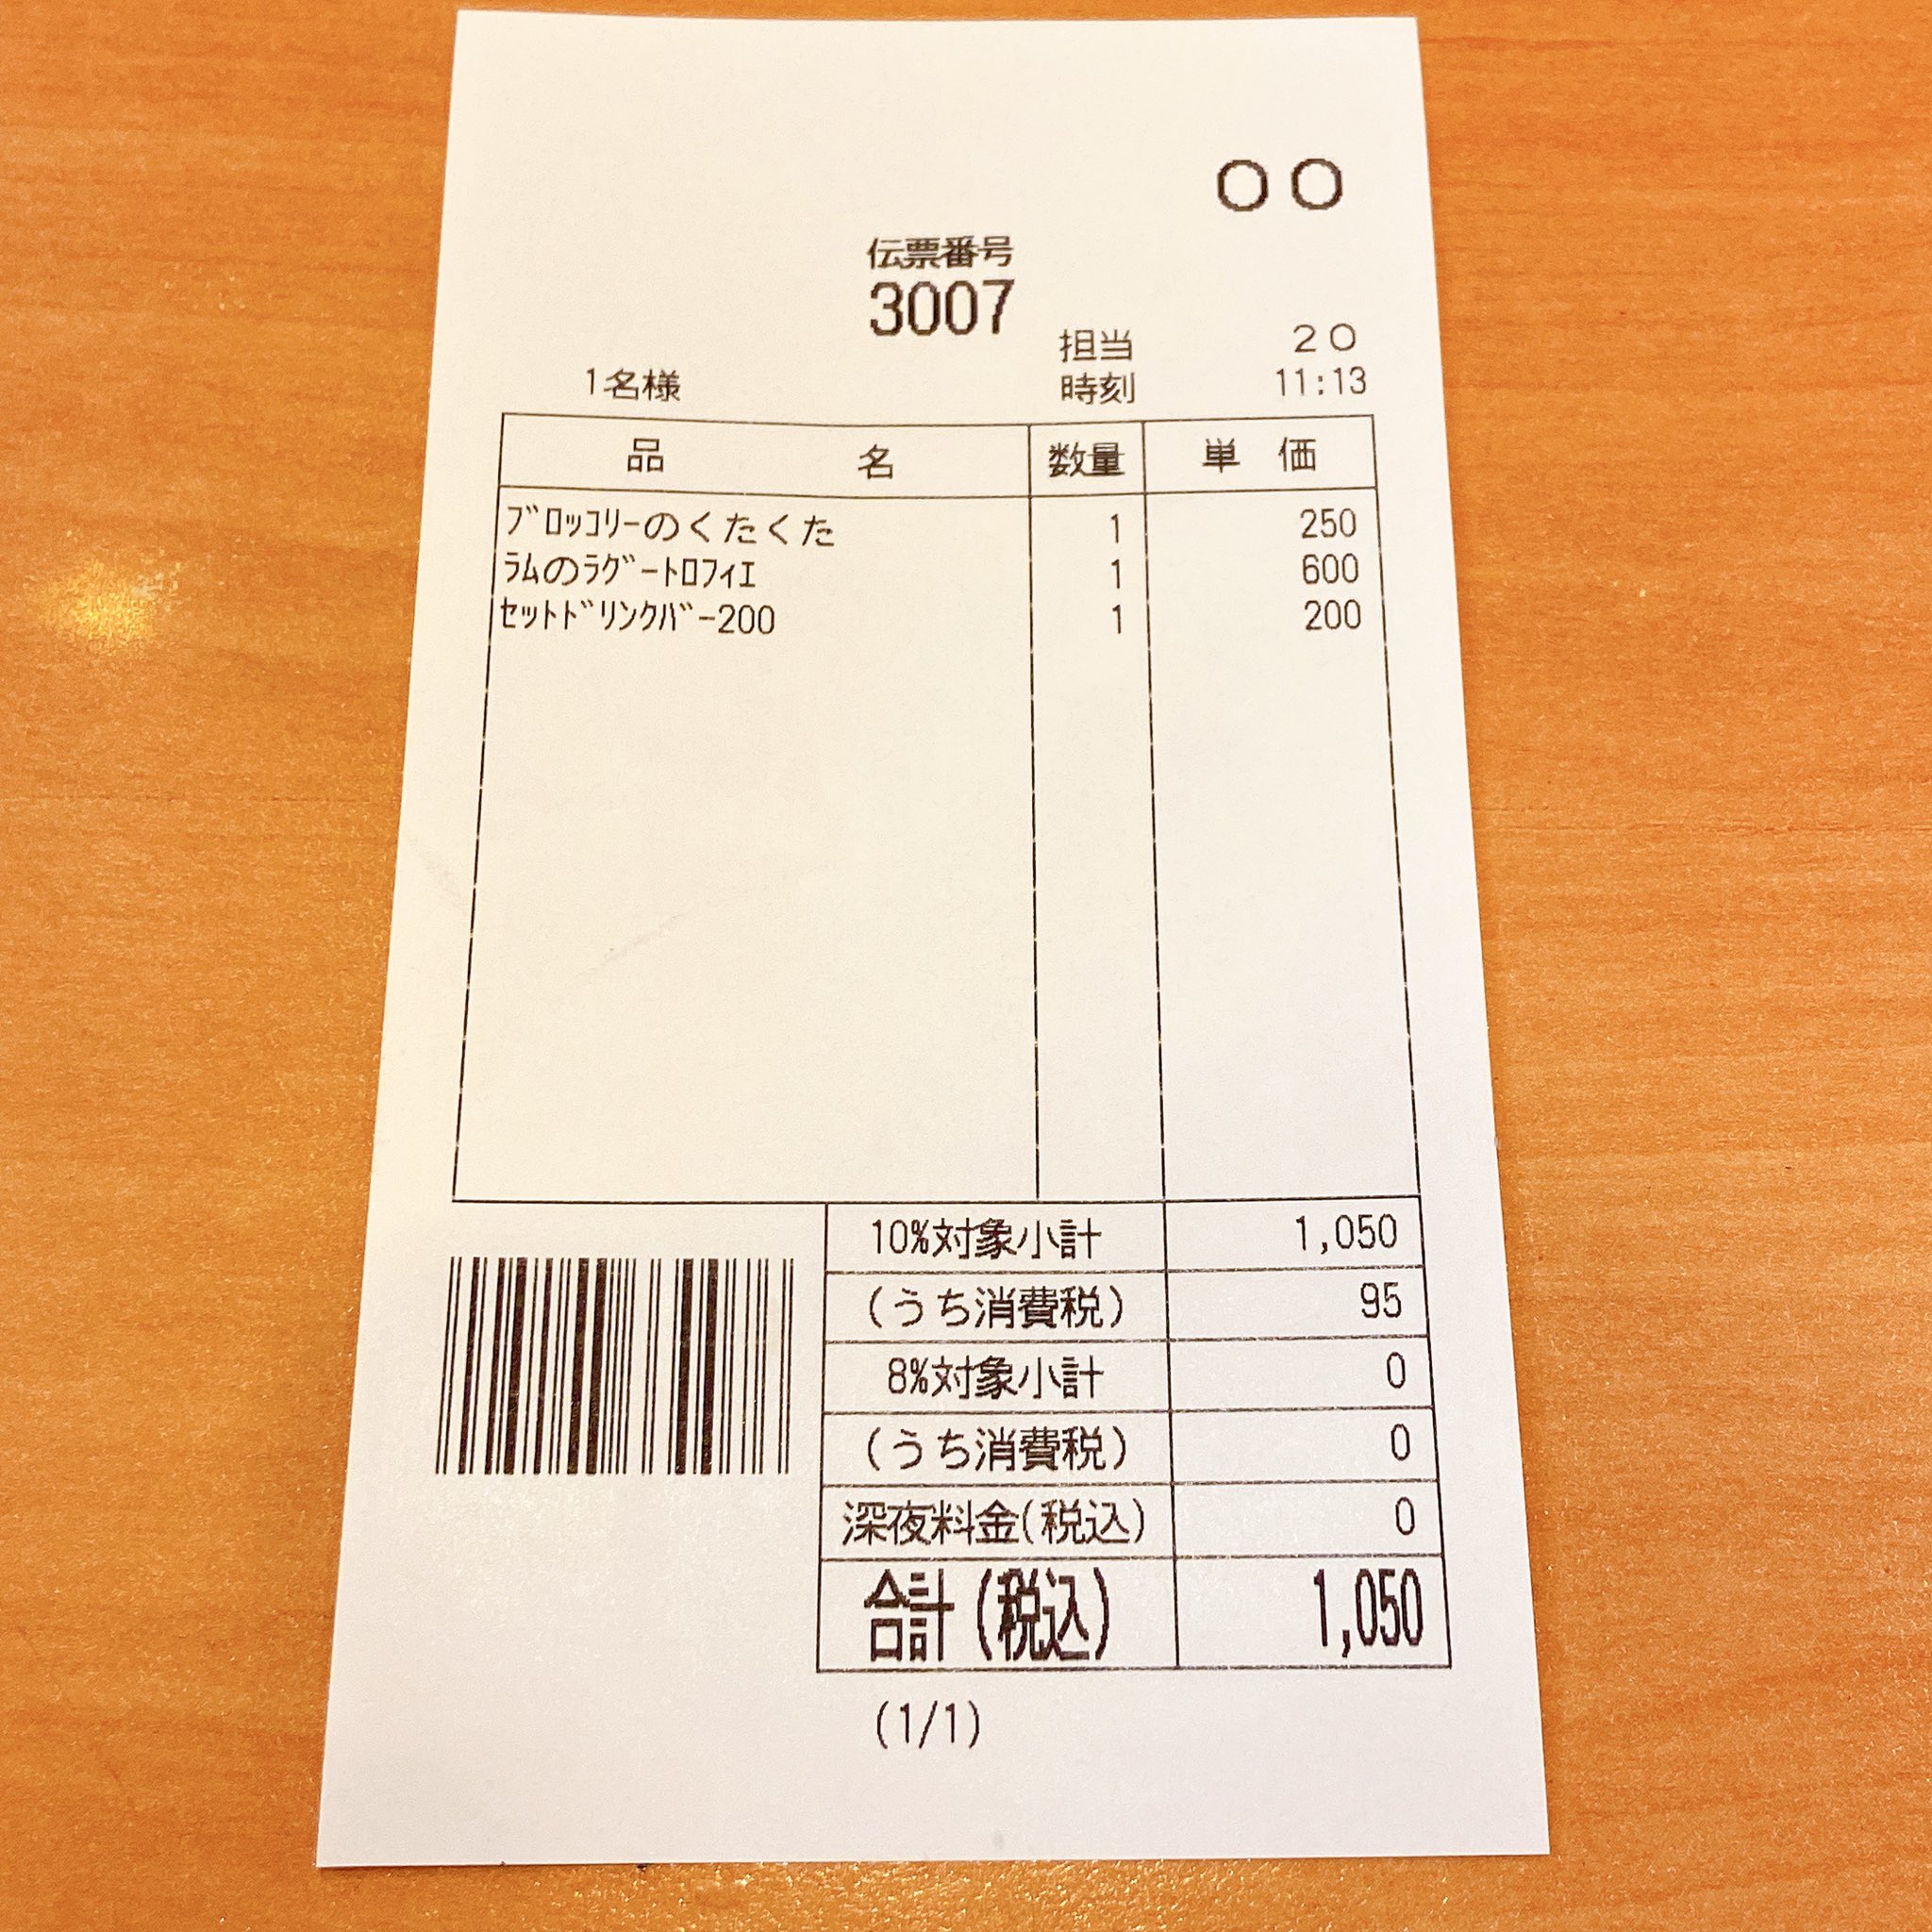 ○○
伝票番号
3007
担当 20
1名様 時刻 11:13
品名 数量 単価
ﾌﾞﾛｯｺﾘｰのくたくた 1 250
ﾗﾑのﾗｸﾞｰﾄﾛﾌｨｴ 1 600
ｾｯﾄﾄﾞﾘﾝｸﾊﾞｰ200 1 200
10%対象小計 1,050
(うち消費税) 95
8%対象小計 0
(うち消費税) 0
深夜料金(税込) 0
合計(税込) 1,050
(1/1)